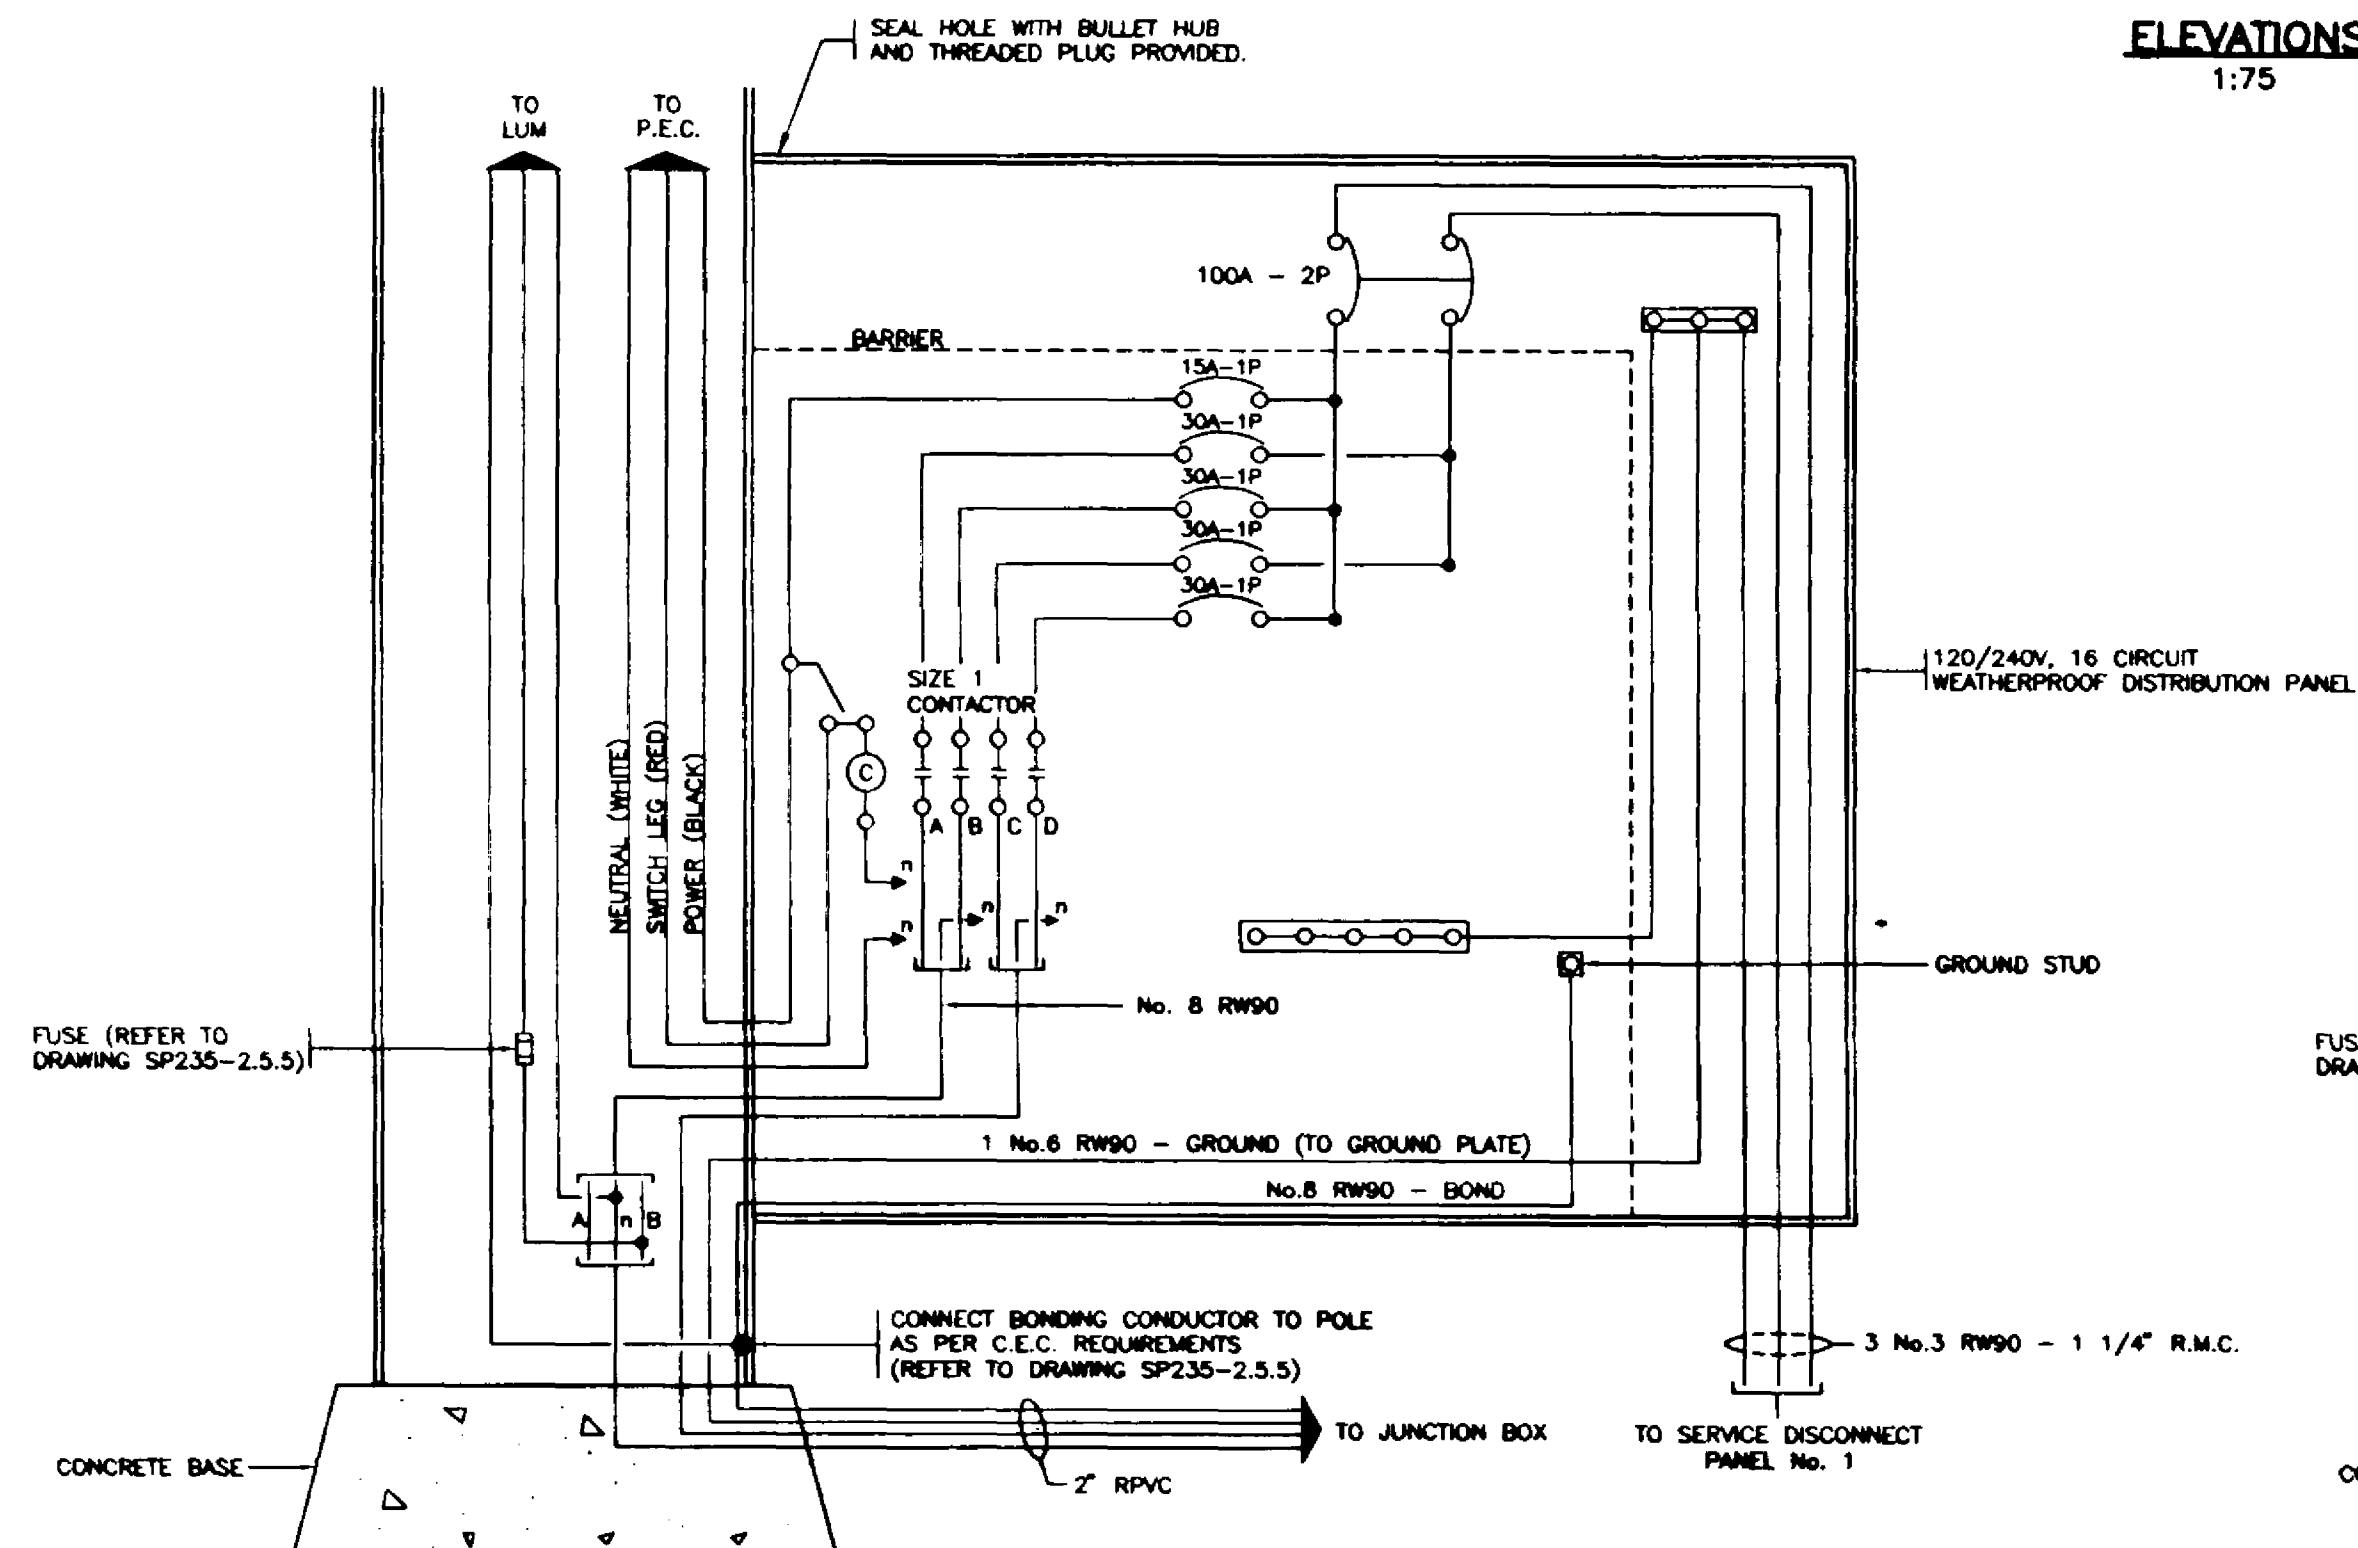 SEAL HOLE WITH BULLET HUB
AND THREADED PLUG PROVIDED.
ELEVATIONS
1:75
TO
LUM
TO
P.E.C.
100A - 2P
BARRIER
15A-1P
30A-1P
30A-1P
30A-1P
30A-1P
120/240V, 16 CIRCUIT
WEATHERPROOF DISTRIBUTION PANEL
SIZE 1
CONTACTOR
NEUTRAL (WHITE)
SWITCH LEG (RED)
POWER (BLACK)
C
A B C D
n
n n
n
GROUND STUD
No. 8 RW90
FUSE (REFER TO
DRAWING SP235-2.5.5)
FUS
DRA
1 No.6 RW90 - GROUND (TO GROUND PLATE)
No.8 RW90 - BOND
A n B
CONNECT BONDING CONDUCTOR TO POLE
AS PER C.E.C. REQUIREMENTS
(REFER TO DRAWING SP235-2.5.5)
3 No.3 RW90 - 1 1/4" R.M.C.
TO JUNCTION BOX
TO SERVICE DISCONNECT
PANEL No. 1
CONCRETE BASE
2" RPVC
CO